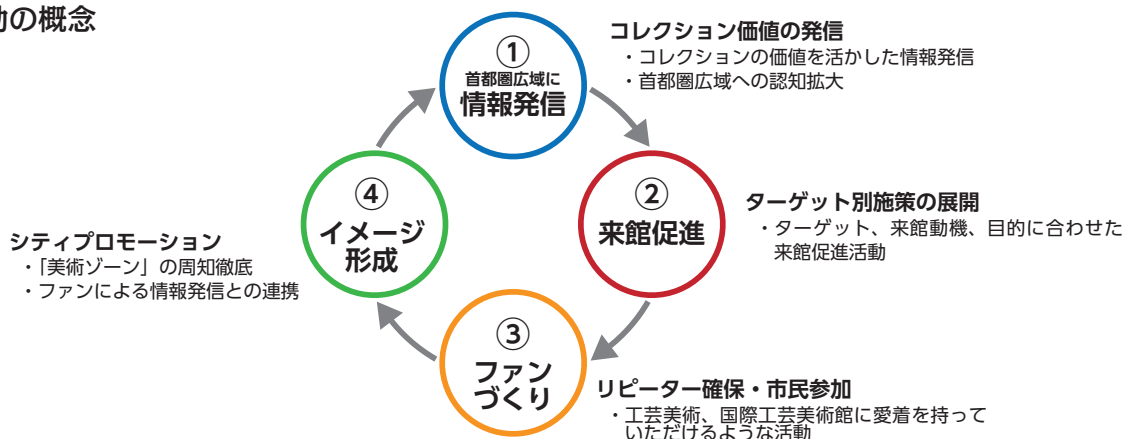 動の概念
①
首都圏広域に
情報発信
コレクション価値の発信
・コレクションの価値を活かした情報発信
・首都圏広域への認知拡大
②
来館促進
ターゲット別施策の展開
・ターゲット、来館動機、目的に合わせた
来館促進活動
③
ファン
づくり
リピーター確保・市民参加
・工芸美術、国際工芸美術館に愛着を持って
いただけるような活動
④
イメージ
形成
シティプロモーション
・「美術ゾーン」の周知徹底
・ファンによる情報発信との連携